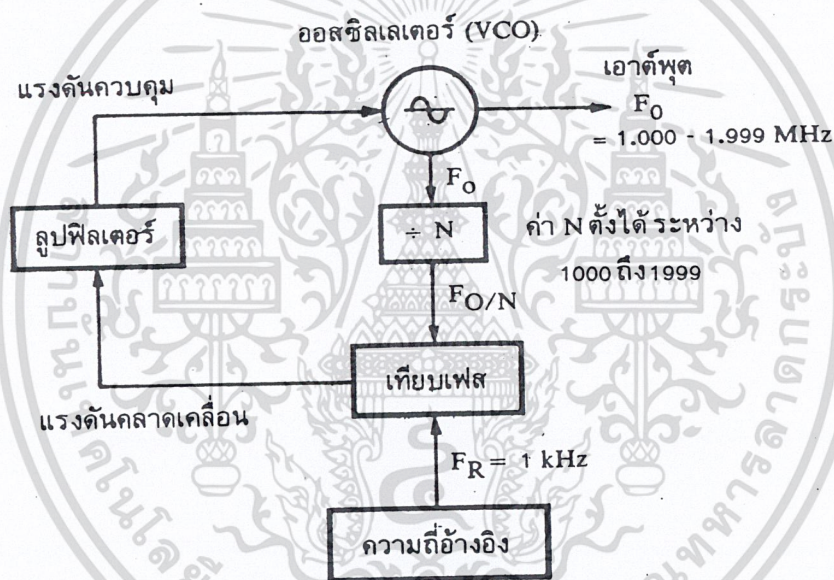 ออสซิลเลเตอร์ (VCO)
แรงดันควบคุม
เอาต์พุต
F₀
= 1.000 - 1.999 MHz
Fo
ลูปฟิลเตอร์
÷ N
ค่า N ตั้งได้ ระหว่าง
1000 ถึง 1999
FO/N
เทียบเฟส
แรงดันคลาดเคลื่อน
FR = 1 kHz
ความถี่อ้างอิง